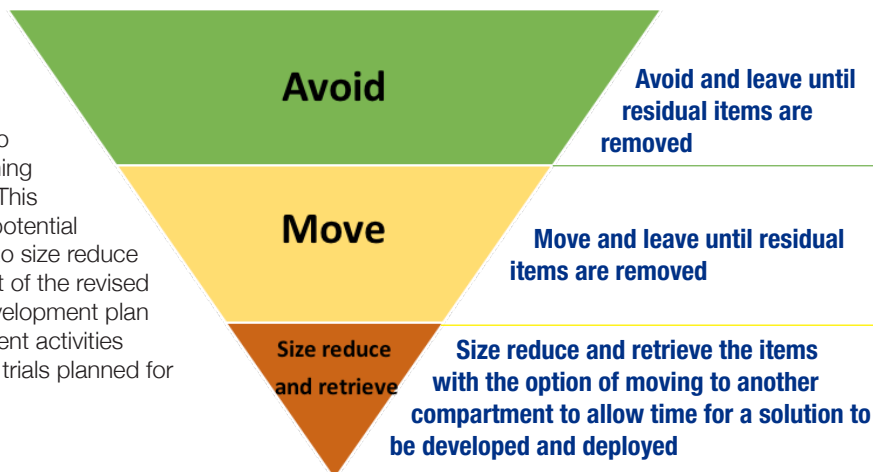 o
ning
This
potential
o size reduce
t of the revised
velopment plan
ent activities
trials planned for
Avoid
Avoid and leave until
residual items are
removed
Move
Move and leave until residual
items are removed
Size reduce
and retrieve
Size reduce and retrieve the items
with the option of moving to another
compartment to allow time for a solution to
be developed and deployed